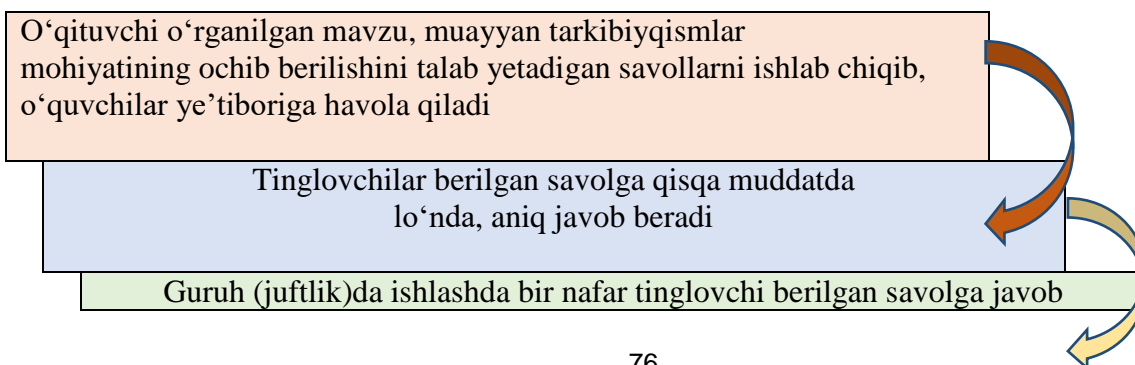 O‘qituvchi o‘rganilgan mavzu, muayyan tarkibiyqismlar
mohiyatining ochib berilishini talab yetadigan savollarni ishlab chiqib,
o‘quvchilar ye’tiboriga havola qiladi
Tinglovchilar berilgan savolga qisqa muddatda
lo‘nda, aniq javob beradi
Guruh (juftlik)da ishlashda bir nafar tinglovchi berilgan savolga javob
76